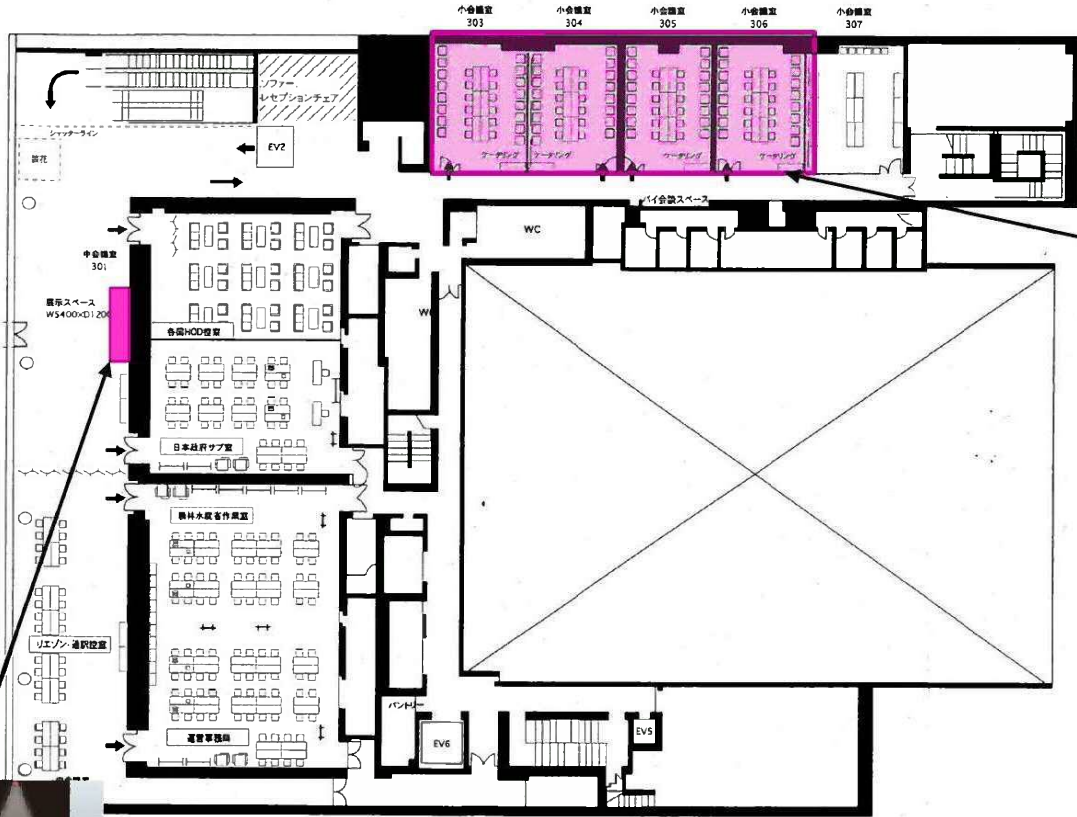 小会議室
303
小会議室
304
小会議室
305
小会議室
306
小会議室
307
ソファー、
レセプションチェア
シャッターライン
装花
EV2
ケータリング
ケータリング
ケータリング
ケータリング
バイ会談スペース
WC
中会議室
301
展示スペース
W5400×D120
各国HOD控室
日本政府サブ室
農林水産省作業室
リエゾン・通訳控室
運営事務局
パントリー
EV6
EV5